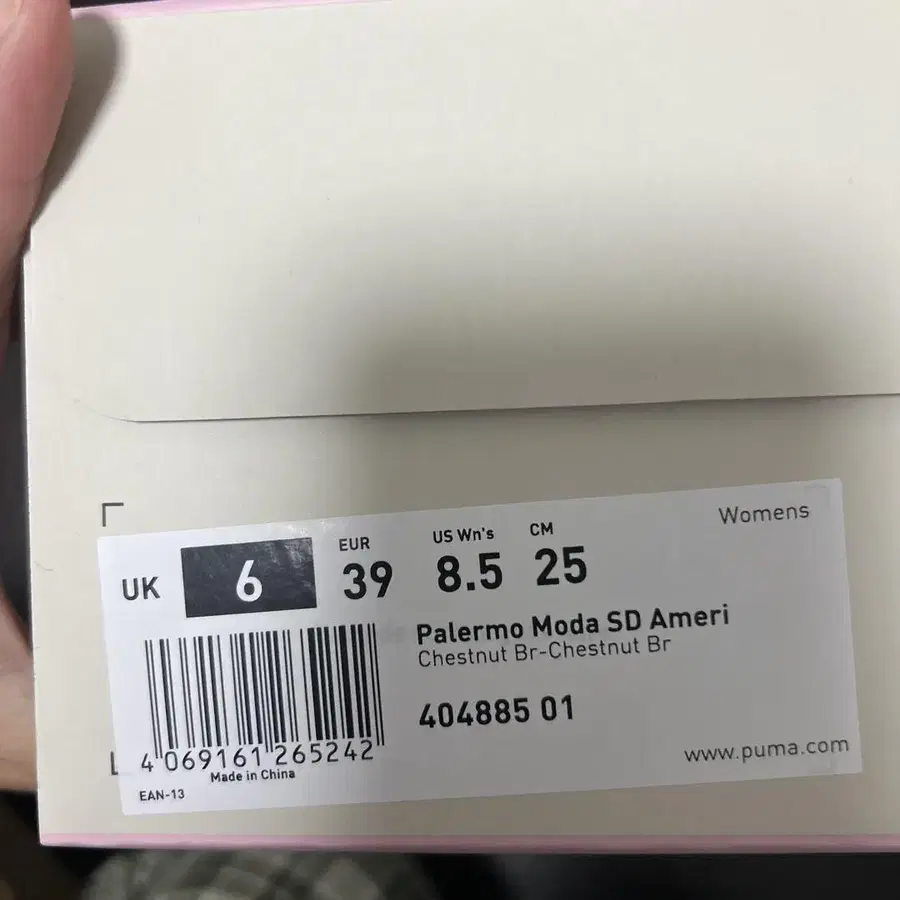 Womens
UK 6
EUR 39
US Wn's 8.5
CM 25
Palermo Moda SD Ameri
Chestnut Br-Chestnut Br
404885 01
4 069161 265242
Made in China
EAN-13
www.puma.com